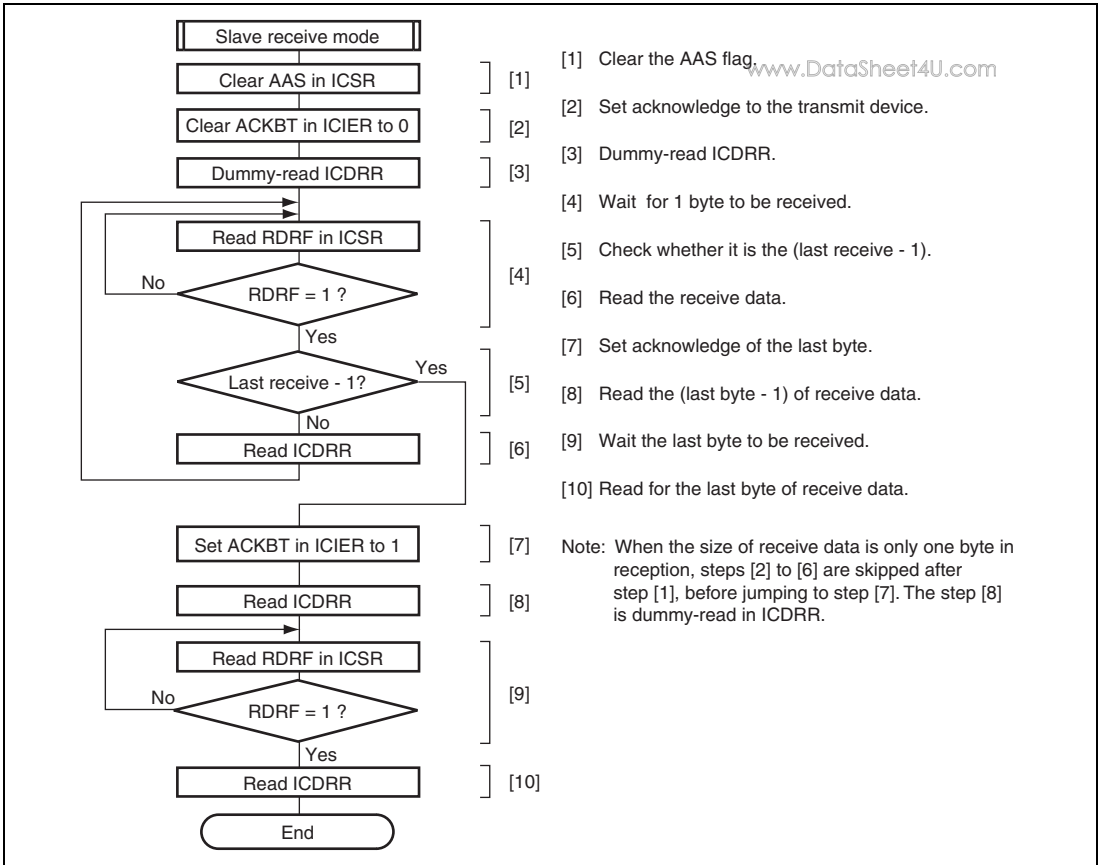 Slave receive mode
Clear AAS in ICSR
[1]
Clear ACKBT in ICIER to 0
[2]
Dummy-read ICDRR
[3]
Read RDRF in ICSR
No
RDRF = 1 ?
[4]
Yes
Last receive - 1?
Yes
[5]
No
Read ICDRR
[6]
Set ACKBT in ICIER to 1
[7]
Read ICDRR
[8]
Read RDRF in ICSR
No
RDRF = 1 ?
[9]
Yes
Read ICDRR
[10]
End
[1] Clear the AAS flag.
www.DataSheet4U.com
[2] Set acknowledge to the transmit device.
[3] Dummy-read ICDRR.
[4] Wait for 1 byte to be received.
[5] Check whether it is the (last receive - 1).
[6] Read the receive data.
[7] Set acknowledge of the last byte.
[8] Read the (last byte - 1) of receive data.
[9] Wait the last byte to be received.
[10] Read for the last byte of receive data.
Note: When the size of receive data is only one byte in
reception, steps [2] to [6] are skipped after
step [1], before jumping to step [7]. The step [8]
is dummy-read in ICDRR.